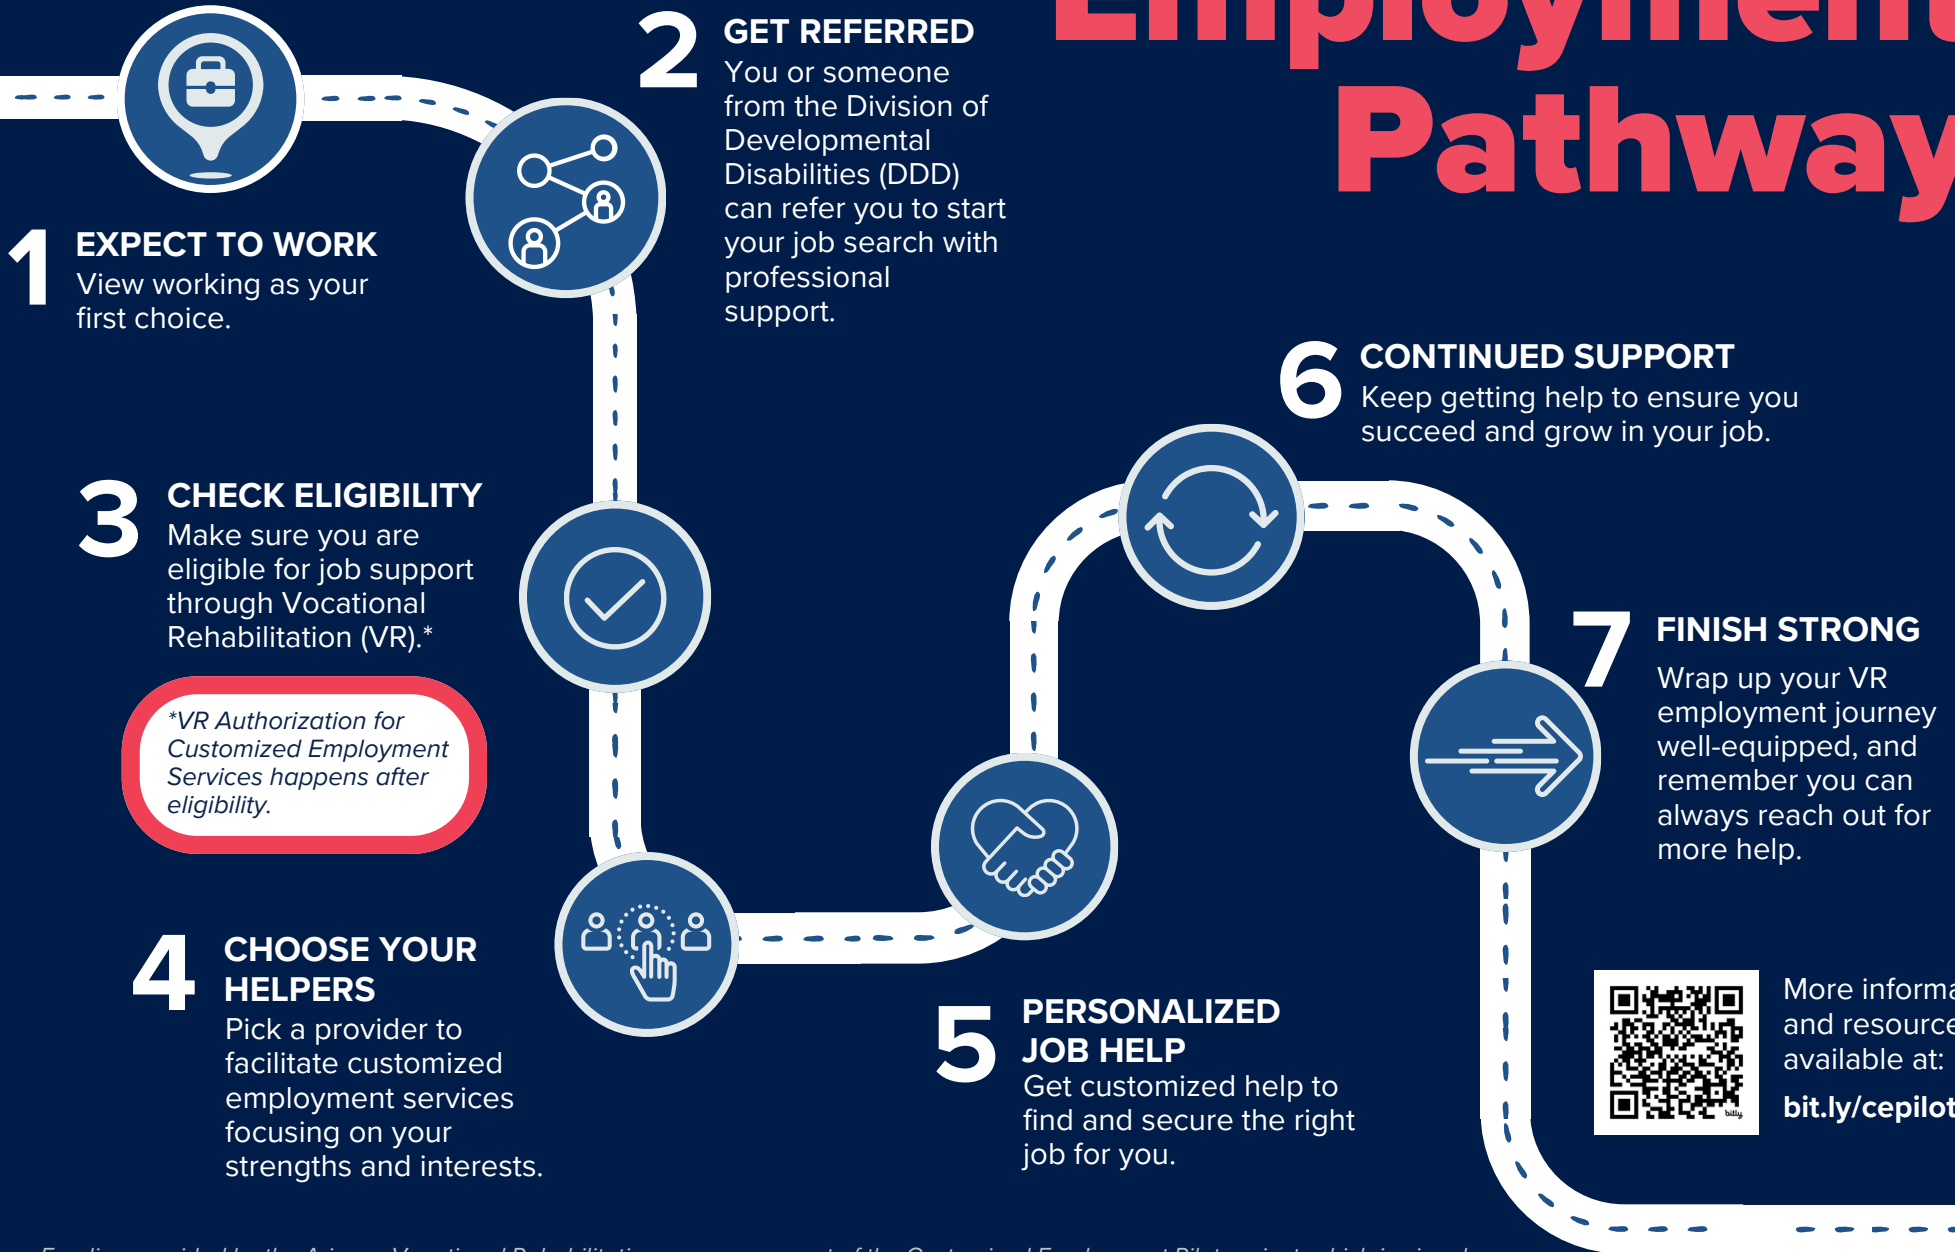 Employment
Pathway
1
EXPECT TO WORK
View working as your
first choice.
2
GET REFERRED
You or someone
from the Division of
Developmental
Disabilities (DDD)
can refer you to start
your job search with
professional
support.
3
CHECK ELIGIBILITY
Make sure you are
eligible for job support
through Vocational
Rehabilitation (VR).*
*VR Authorization for
Customized Employment
Services happens after
eligibility.
4
CHOOSE YOUR
HELPERS
Pick a provider to
facilitate customized
employment services
focusing on your
strengths and interests.
5
PERSONALIZED
JOB HELP
Get customized help to
find and secure the right
job for you.
6
CONTINUED SUPPORT
Keep getting help to ensure you
succeed and grow in your job.
7
FINISH STRONG
Wrap up your VR
employment journey
well-equipped, and
remember you can
always reach out for
more help.
bitly
More informa
and resource
available at:
bit.ly/cepilot